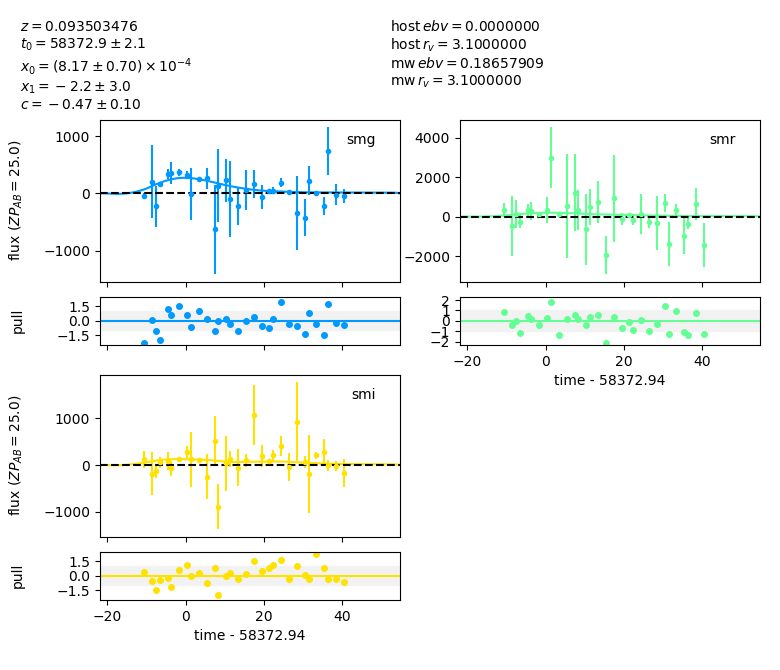 z = 0.093503476
t₀ = 58372.9 ± 2.1
x₀ = (8.17 ± 0.70) × 10⁻⁴
x₁ = −2.2 ± 3.0
c = −0.47 ± 0.10
host ebv = 0.0000000
host r_v = 3.1000000
mw ebv = 0.18657909
mw r_v = 3.1000000
smg
1000
0
−1000
flux (ZP_AB = 25.0)
smr
4000
2000
0
−2000
1.5
0.0
−1.5
pull
2
1
0
−1
−2
−20 0 20 40
time - 58372.94
smi
1000
0
−1000
flux (ZP_AB = 25.0)
1.5
0.0
−1.5
pull
−20 0 20 40
time - 58372.94